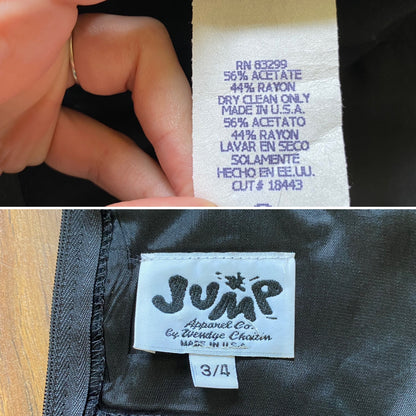 RN 83299
56% ACETATE
44% RAYON
DRY CLEAN ONLY
MADE IN U.S.A.
56% ACETATO
44% RAYON
LAVAR EN SECO
SOLAMENTE
HECHO EN EE.UU.
CUT # 18443
JUMP
Apparel Co.
by Wendye Chaitin
MADE IN U.S.A.
3/4